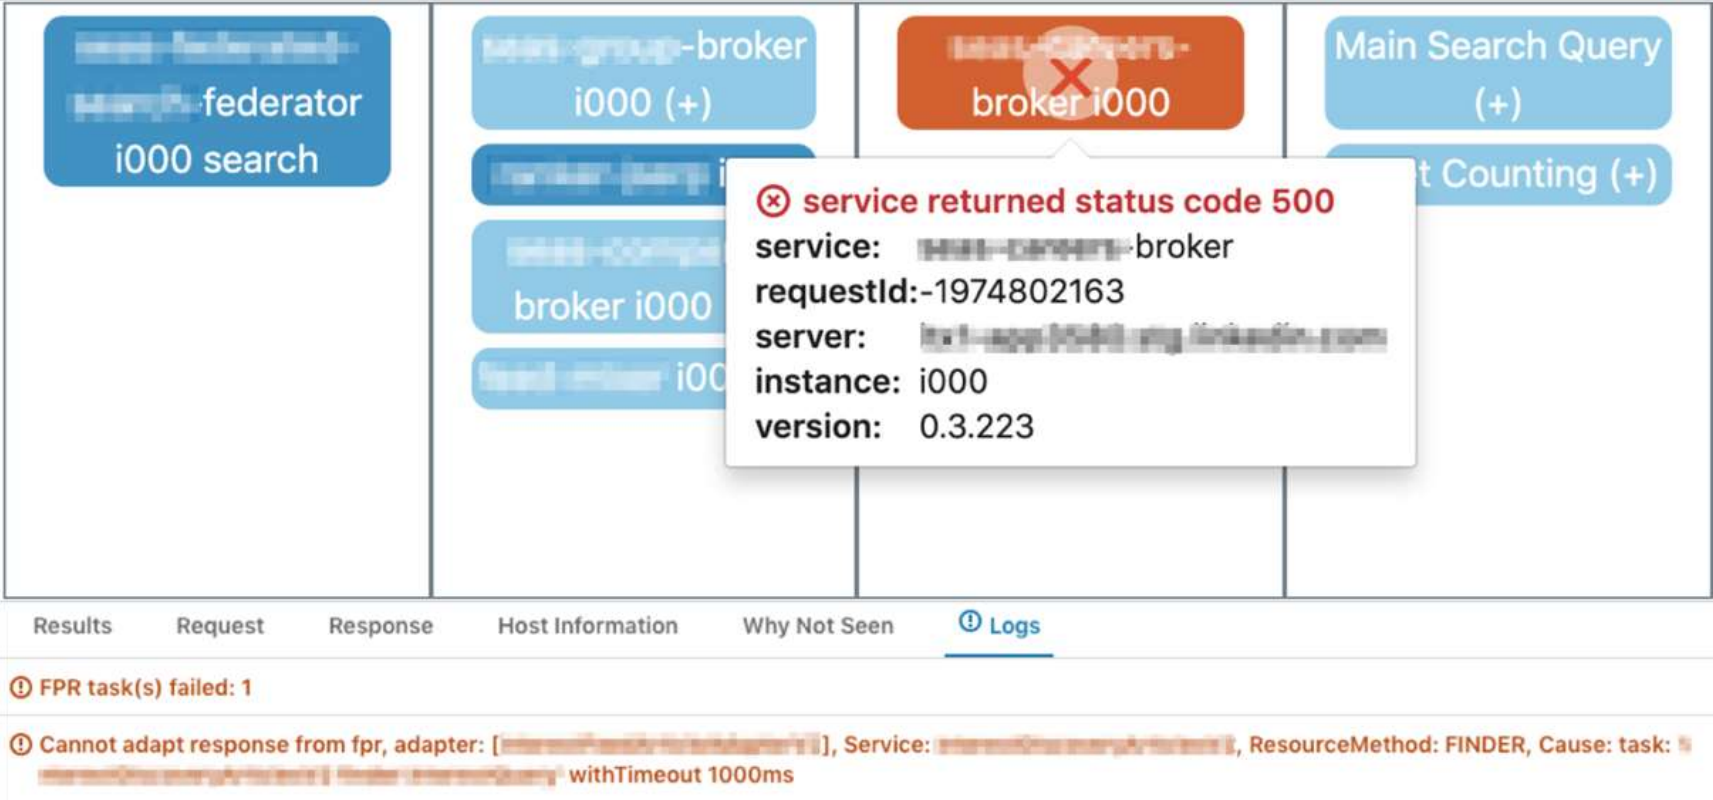 -federator
i000 search
-broker
i000 (+)
broker i000
i00
broker i000
Main Search Query
(+)
t Counting (+)
service returned status code 500
service: -broker
requestId:-1974802163
server:
instance: i000
version: 0.3.223
Results Request Response Host Information Why Not Seen Logs
FPR task(s) failed: 1
Cannot adapt response from fpr, adapter: [ ], Service: , ResourceMethod: FINDER, Cause: task:
withTimeout 1000ms